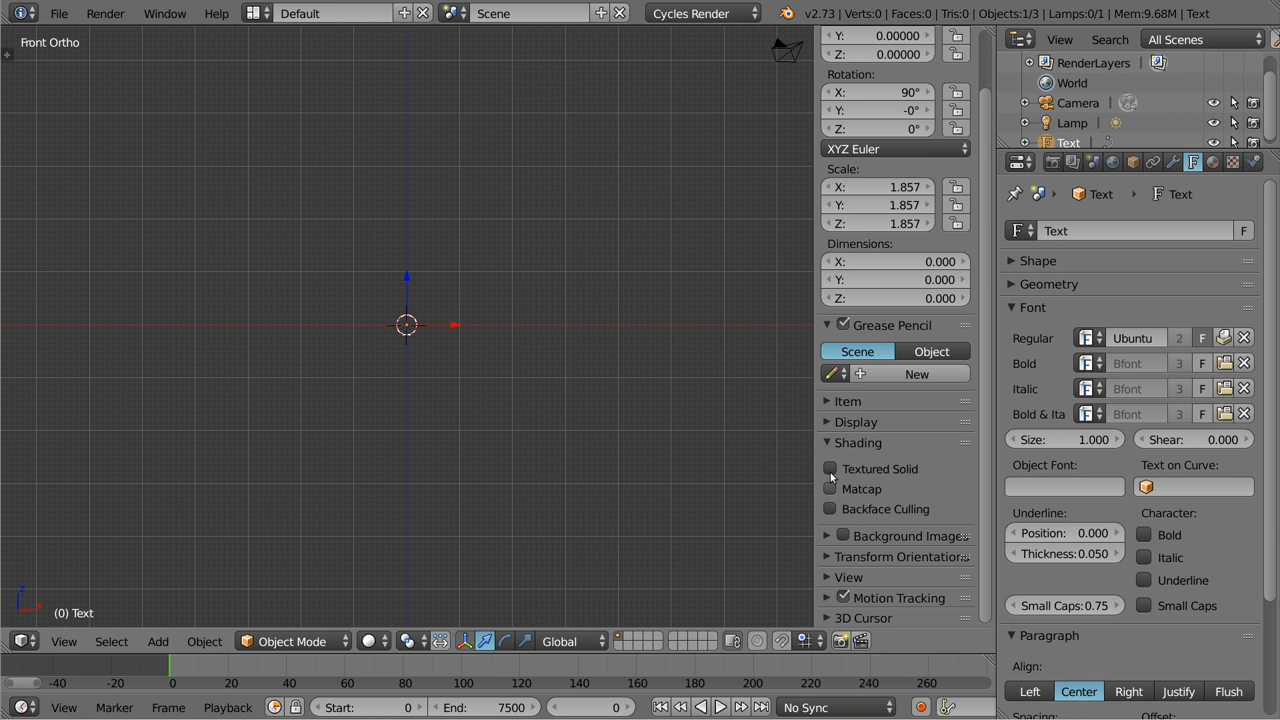 File Render Window Help Default Scene Cycles Render v2.73 | Verts:0 | Faces:0 | Tris:0 | Objects:1/3 | Lamps:0/1 | Mem:9.68M | Text
Front Ortho
(0) Text
Y: 0.00000
Z: 0.00000
Rotation:
X: 90°
Y: -0°
Z: 0°
XYZ Euler
Scale:
X: 1.857
Y: 1.857
Z: 1.857
Dimensions:
X: 0.000
Y: 0.000
Z: 0.000
Grease Pencil
Scene Object
New
Item
Display
Shading
Textured Solid
Matcap
Backface Culling
Background Images
Transform Orientations
View
Motion Tracking
3D Cursor
View Search All Scenes
RenderLayers
World
Camera
Lamp
Text
Text F Text
F Text F
Shape
Geometry
Font
Regular F Ubuntu 2 F
Bold F Bfont 3 F
Italic F Bfont 3 F
Bold & Ita F Bfont 3 F
Size: 1.000 Shear: 0.000
Object Font: Text on Curve:
Underline: Character:
Position: 0.000 Bold
Thickness: 0.050 Italic
Underline
Small Caps: 0.75 Small Caps
Paragraph
Align:
Left Center Right Justify Flush
View Select Add Object Object Mode Global
-40 -20 0 20 40 60 80 100 120 140 160 180 200 220 240 260
View Marker Frame Playback Start: 0 End: 7500 0 No Sync